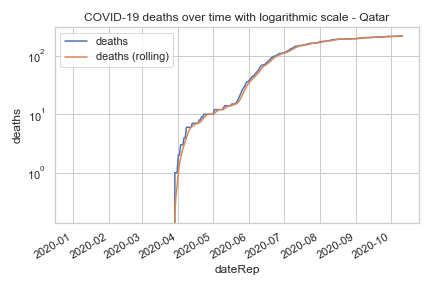 COVID-19 deaths over time with logarithmic scale - Qatar
deaths
deaths (rolling)
10²
10¹
10⁰
deaths
2020-01
2020-02
2020-03
2020-04
2020-05
2020-06
2020-07
2020-08
2020-09
2020-10
dateRep